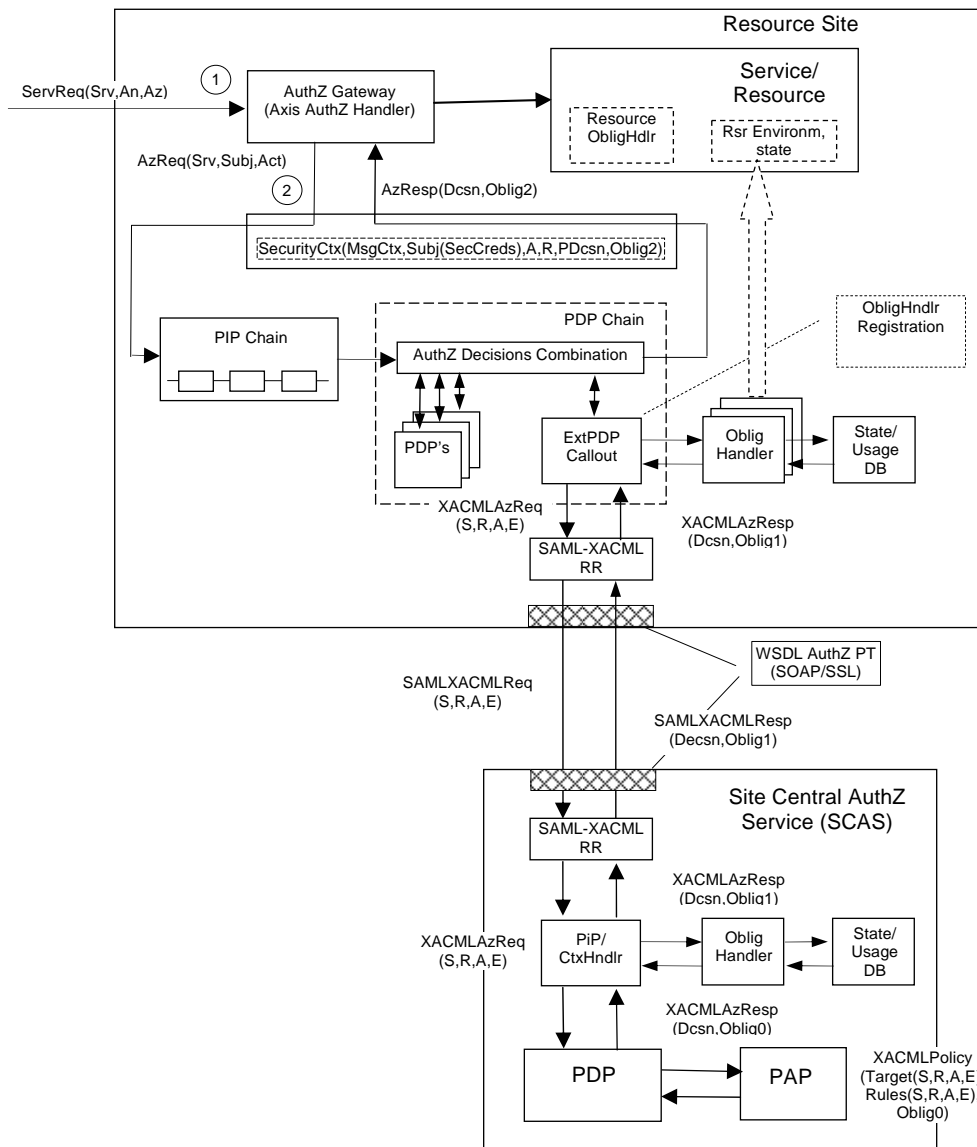 Resource Site
ServReq(Srv,An,Az)
1
AuthZ Gateway
(Axis AuthZ Handler)
Service/
Resource
Resource
ObligHdlr
Rsr Environm,
state
AzReq(Srv,Subj,Act)
2
AzResp(Dcsn,Oblig2)
SecurityCtx(MsgCtx,Subj(SecCreds),A,R,PDcsn,Oblig2)
PIP Chain
PDP Chain
AuthZ Decisions Combination
ObligHndlr
Registration
PDP's
ExtPDP
Callout
Oblig
Handler
State/
Usage
DB
XACMLAzReq
(S,R,A,E)
XACMLAzResp
(Dcsn,Oblig1)
SAML-XACML
RR
WSDL AuthZ PT
(SOAP/SSL)
SAMLXACMLReq
(S,R,A,E)
SAMLXACMLResp
(Decsn,Oblig1)
Site Central AuthZ
Service (SCAS)
SAML-XACML
RR
XACMLAzResp
(Dcsn,Oblig1)
XACMLAzReq
(S,R,A,E)
PiP/
CtxHndlr
Oblig
Handler
State/
Usage
DB
XACMLAzResp
(Dcsn,Oblig0)
PDP
PAP
XACMLPolicy
(Target(S,R,A,E)
Rules(S,R,A,E)
Oblig0)